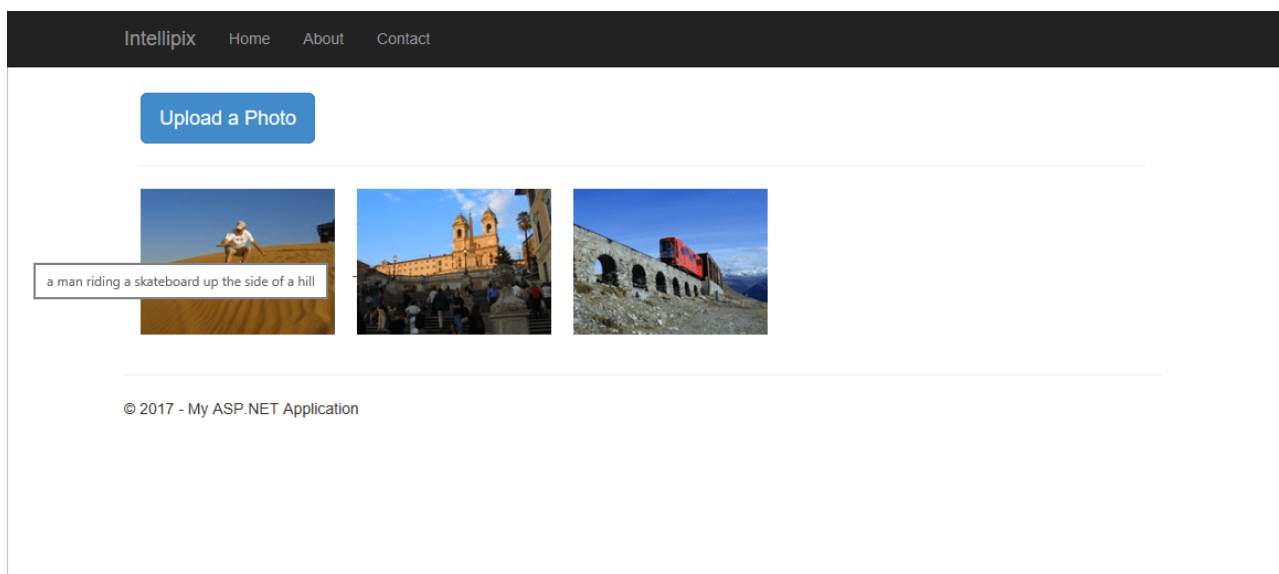 Intellipix Home About Contact
Upload a Photo
a man riding a skateboard up the side of a hill
© 2017 - My ASP.NET Application